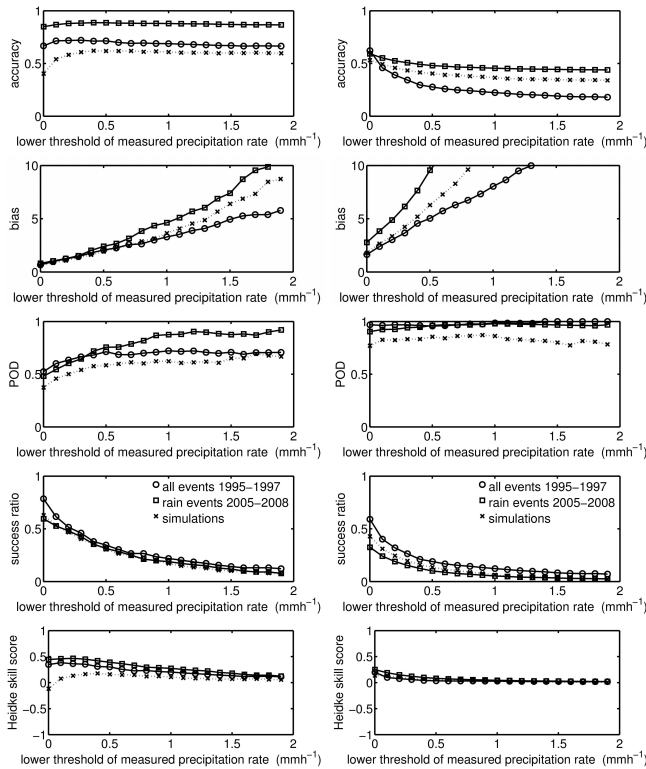 1
0.5
0
accuracy
0 0.5 1 1.5 2
lower threshold of measured precipitation rate (mmh⁻¹)
1
0.5
0
accuracy
0 0.5 1 1.5 2
lower threshold of measured precipitation rate (mmh⁻¹)
10
5
0
bias
0 0.5 1 1.5 2
lower threshold of measured precipitation rate (mmh⁻¹)
10
5
0
bias
0 0.5 1 1.5 2
lower threshold of measured precipitation rate (mmh⁻¹)
1
0.5
0
POD
0 0.5 1 1.5 2
lower threshold of measured precipitation rate (mmh⁻¹)
1
0.5
0
POD
0 0.5 1 1.5 2
lower threshold of measured precipitation rate (mmh⁻¹)
1
0.5
0
success ratio
all events 1995−1997
rain events 2005−2008
simulations
0 0.5 1 1.5 2
lower threshold of measured precipitation rate (mmh⁻¹)
1
0.5
0
success ratio
all events 1995−1997
rain events 2005−2008
simulations
0 0.5 1 1.5 2
lower threshold of measured precipitation rate (mmh⁻¹)
1
0.5
0
−0.5
−1
Heidke skill score
0 0.5 1 1.5 2
lower threshold of measured precipitation rate (mmh⁻¹)
1
0.5
0
−0.5
−1
Heidke skill score
0 0.5 1 1.5 2
lower threshold of measured precipitation rate (mmh⁻¹)